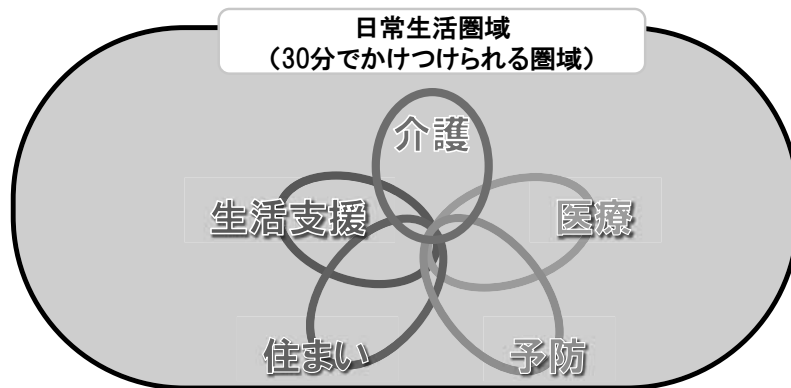 日常生活圏域
（30分でかけつけられる圏域）
介護
生活支援
医療
住まい
予防